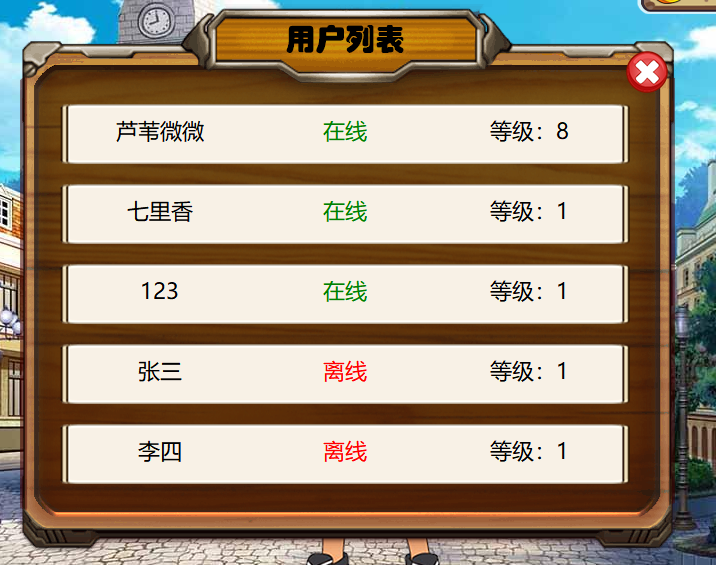 用户列表
芦苇微微 在线 等级：8
七里香 在线 等级：1
123 在线 等级：1
张三 离线 等级：1
李四 离线 等级：1